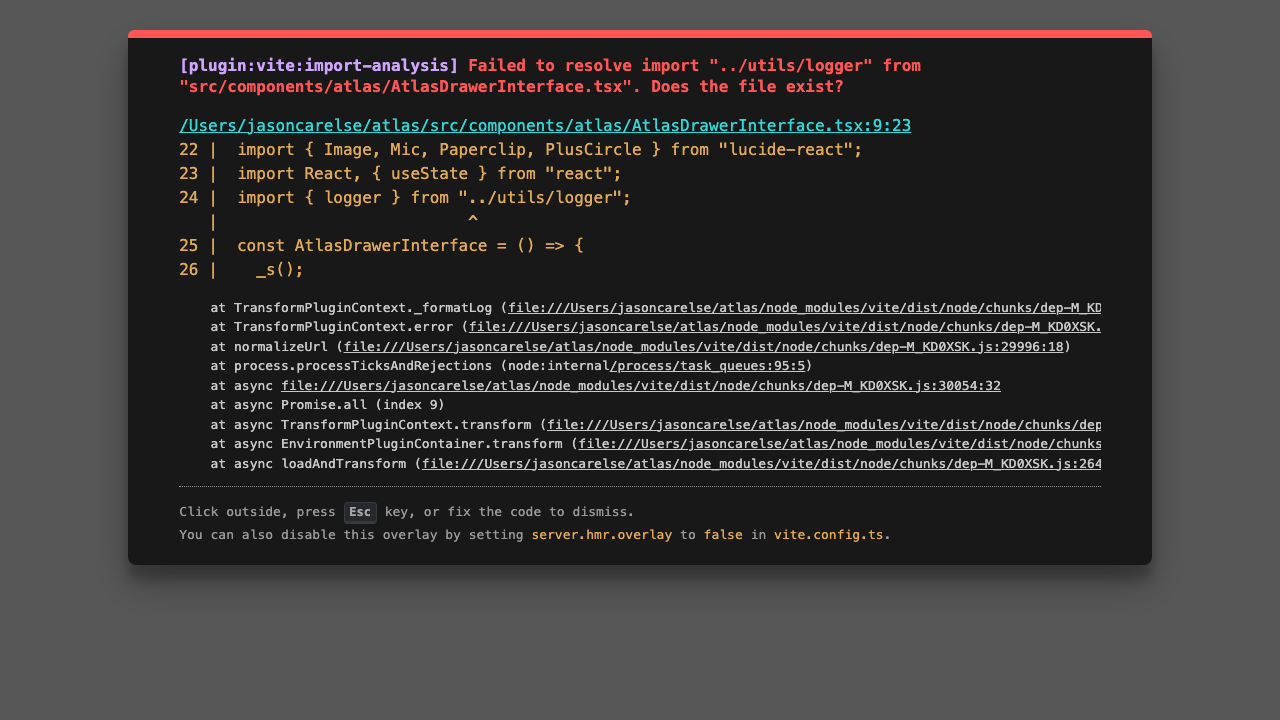 [plugin:vite:import-analysis] Failed to resolve import "../utils/logger" from
"src/components/atlas/AtlasDrawerInterface.tsx". Does the file exist?
/Users/jasoncarelse/atlas/src/components/atlas/AtlasDrawerInterface.tsx:9:23
22 |  import { Image, Mic, Paperclip, PlusCircle } from "lucide-react";
23 |  import React, { useState } from "react";
24 |  import { logger } from "../utils/logger";
   |                          ^
25 |  const AtlasDrawerInterface = () => {
26 |    _s();
at TransformPluginContext._formatLog (file:///Users/jasoncarelse/atlas/node_modules/vite/dist/node/chunks/dep-M_KD
at TransformPluginContext.error (file:///Users/jasoncarelse/atlas/node_modules/vite/dist/node/chunks/dep-M_KD0XSK.
at normalizeUrl (file:///Users/jasoncarelse/atlas/node_modules/vite/dist/node/chunks/dep-M_KD0XSK.js:29996:18)
at process.processTicksAndRejections (node:internal/process/task_queues:95:5)
at async file:///Users/jasoncarelse/atlas/node_modules/vite/dist/node/chunks/dep-M_KD0XSK.js:30054:32
at async Promise.all (index 9)
at async TransformPluginContext.transform (file:///Users/jasoncarelse/atlas/node_modules/vite/dist/node/chunks/dep
at async EnvironmentPluginContainer.transform (file:///Users/jasoncarelse/atlas/node_modules/vite/dist/node/chunks
at async loadAndTransform (file:///Users/jasoncarelse/atlas/node_modules/vite/dist/node/chunks/dep-M_KD0XSK.js:264
Click outside, press Esc key, or fix the code to dismiss.
You can also disable this overlay by setting server.hmr.overlay to false in vite.config.ts.